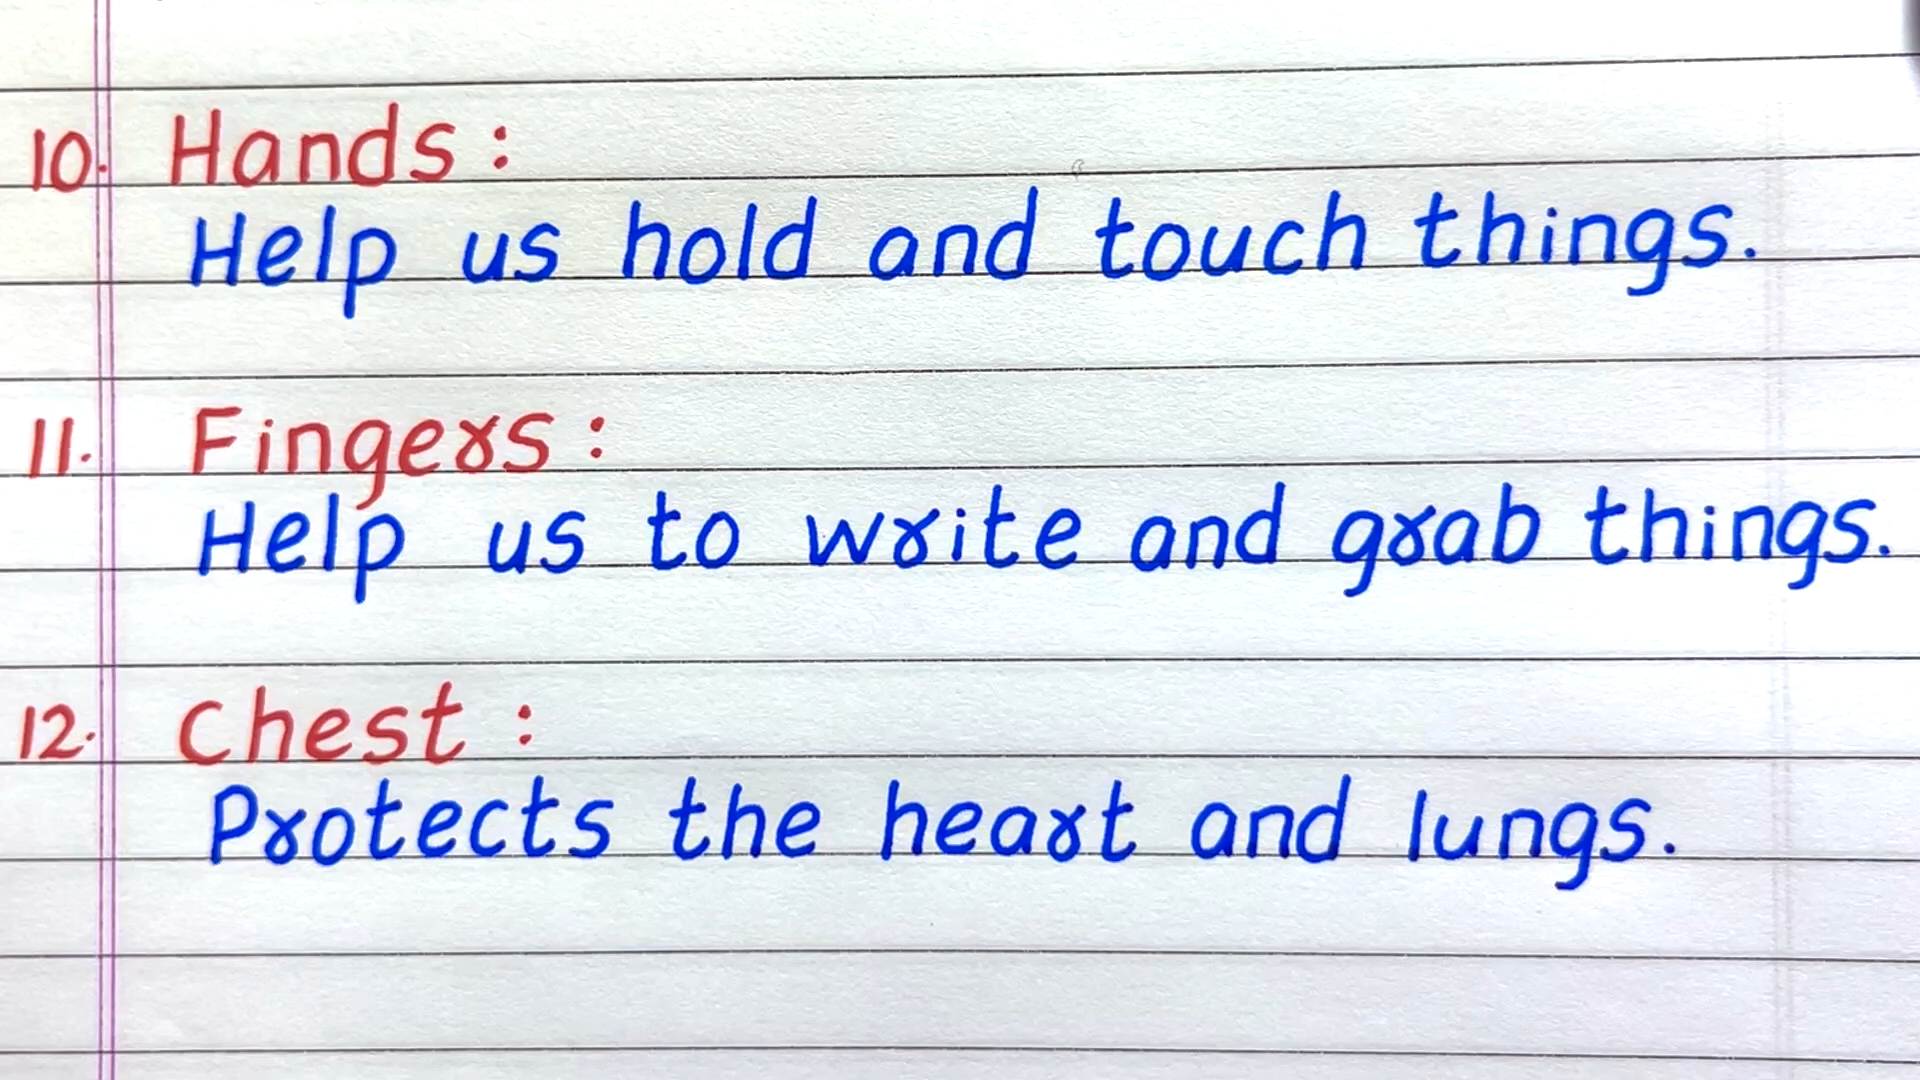 10. Hands:
Help us hold and touch things.
11. Fingers:
Help us to write and grab things.
12. Chest:
Protects the heart and lungs.